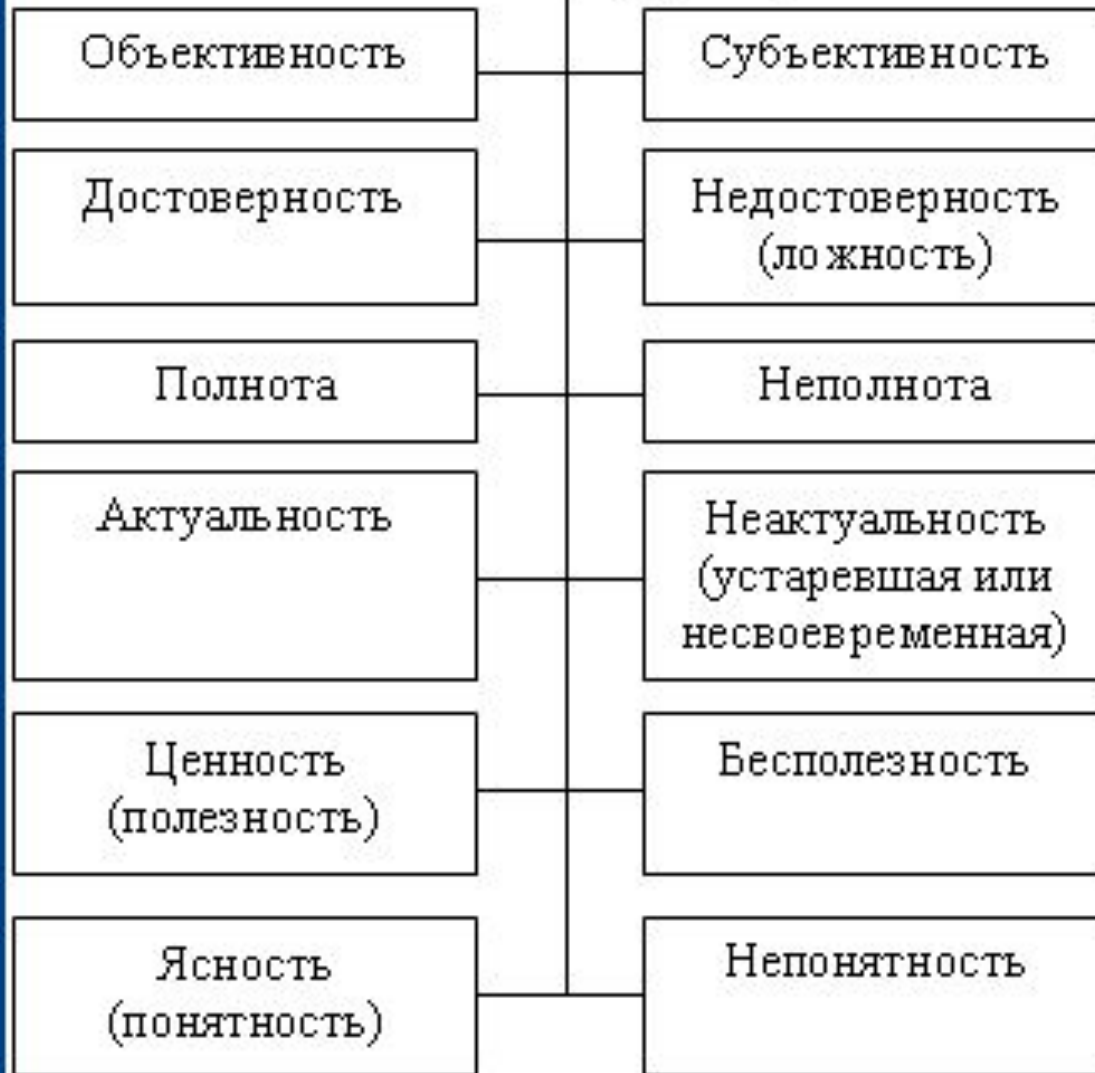 Объективность
Субъективность
Достоверность
Недостоверность
(ложность)
Полнота
Неполнота
Актуальность
Неактуальность
(устаревшая или
несвоевременная)
Ценность
(полезность)
Бесполезность
Ясность
(понятность)
Непонятность